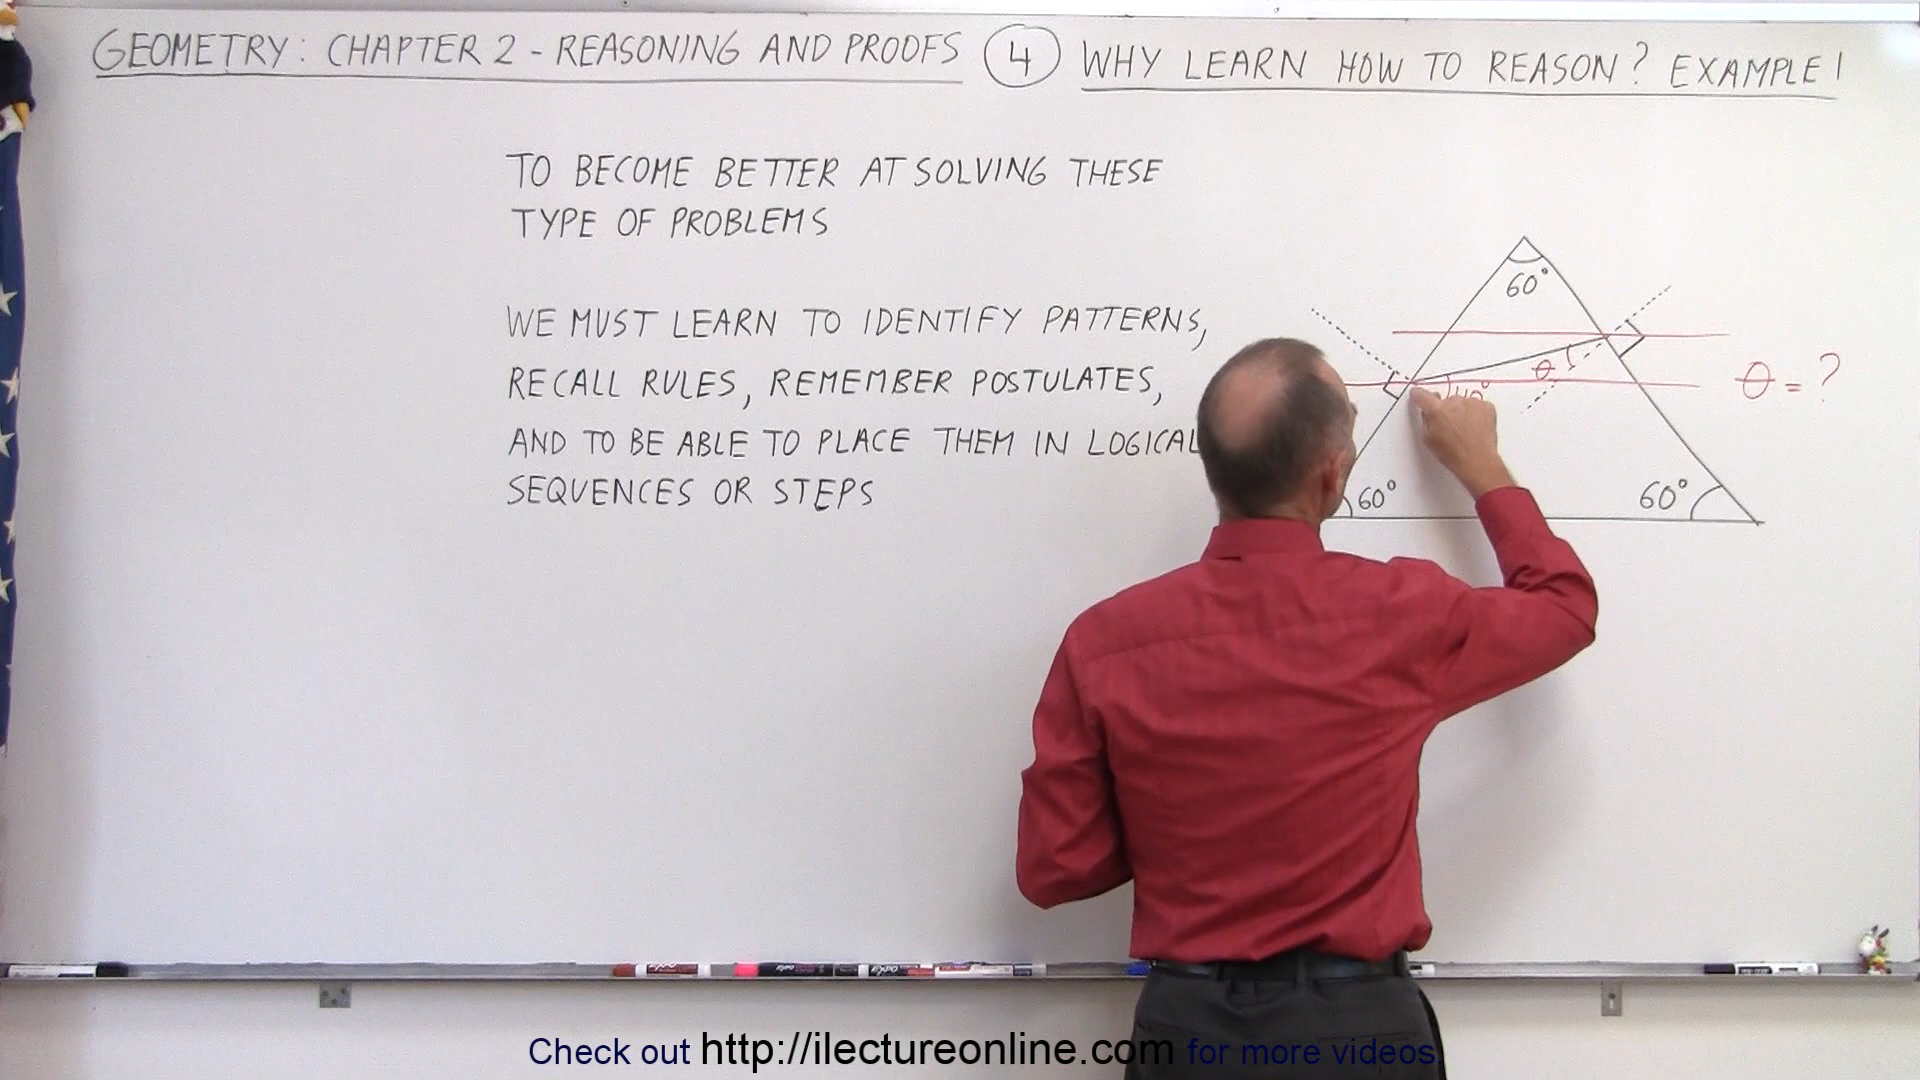 GEOMETRY: CHAPTER 2 - REASONING AND PROOFS 4 WHY LEARN HOW TO REASON? EXAMPLE 1
TO BECOME BETTER AT SOLVING THESE
TYPE OF PROBLEMS
WE MUST LEARN TO IDENTIFY PATTERNS,
RECALL RULES, REMEMBER POSTULATES,
AND TO BE ABLE TO PLACE THEM IN LOGICAL
SEQUENCES OR STEPS
60°
θ
θ = ?
60°
60°
Check out http://ilectureonline.com for more videos.